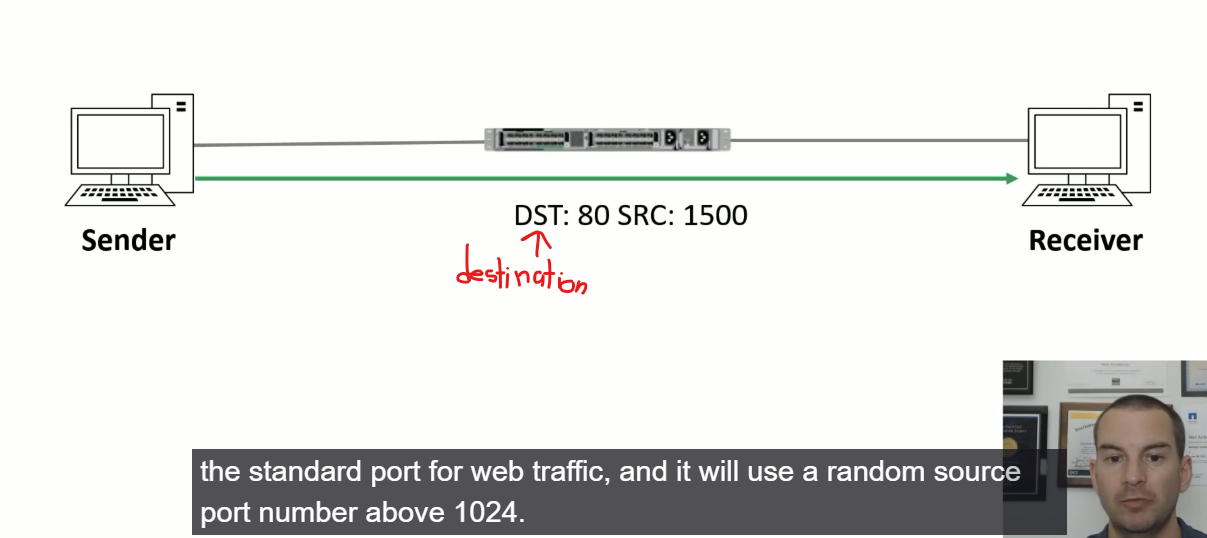 DST: 80 SRC: 1500
Sender
Receiver
destination
the standard port for web traffic, and it will use a random source
port number above 1024.